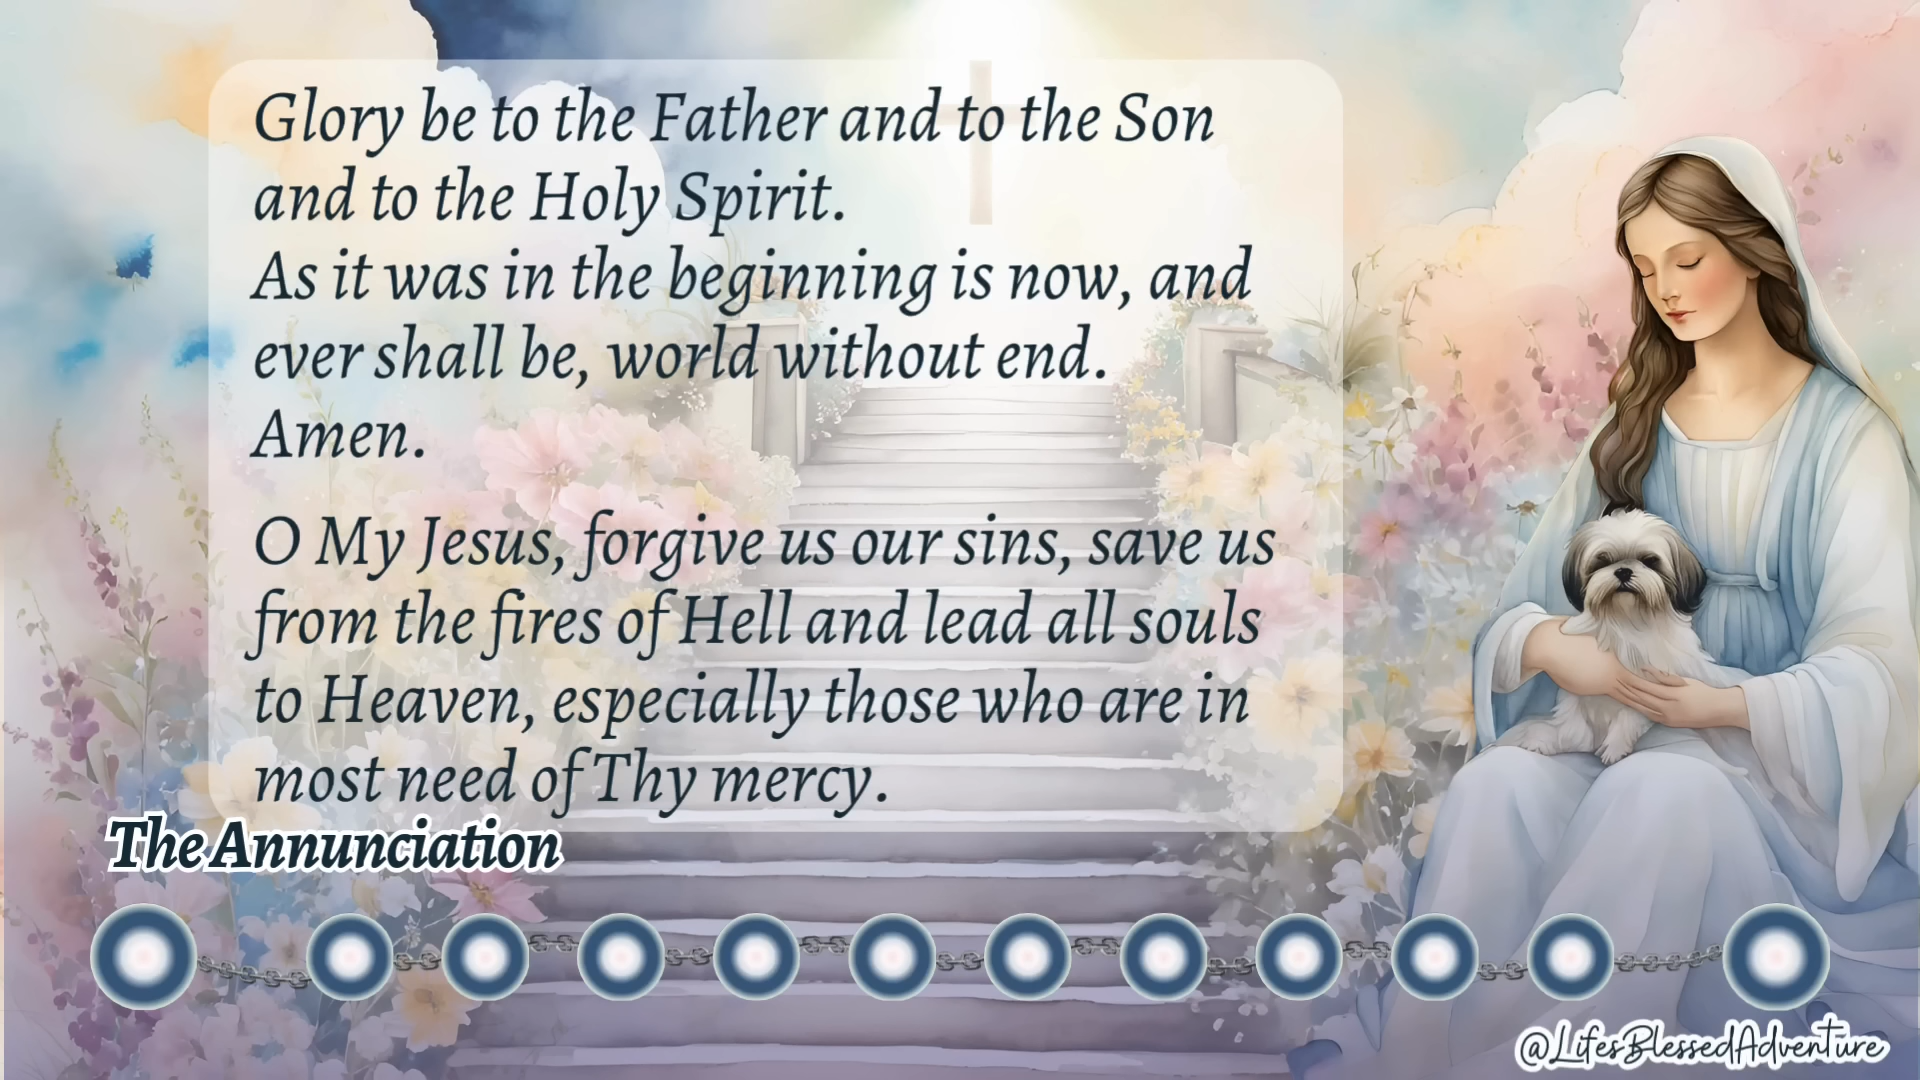 Glory be to the Father and to the Son
and to the Holy Spirit.
As it was in the beginning is now, and
ever shall be, world without end.
Amen.
O My Jesus, forgive us our sins, save us
from the fires of Hell and lead all souls
to Heaven, especially those who are in
most need of Thy mercy.
The Annunciation
@LifesBlessedAdventure